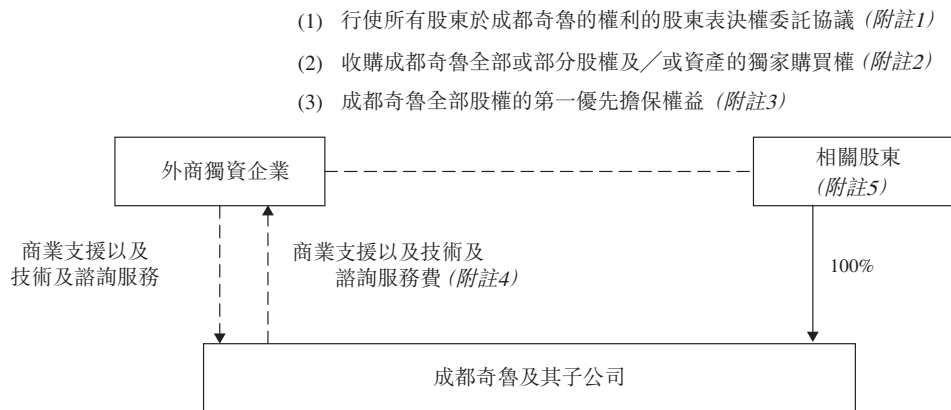 (1) 行使所有股東於成都奇魯的權利的股東表決權委託協議 (附註1)
(2) 收購成都奇魯全部或部分股權及／或資產的獨家購買權 (附註2)
(3) 成都奇魯全部股權的第一優先擔保權益 (附註3)
外商獨資企業
相關股東
(附註5)
商業支援以及
技術及諮詢服務
商業支援以及技術及
諮詢服務費 (附註4)
100%
成都奇魯及其子公司